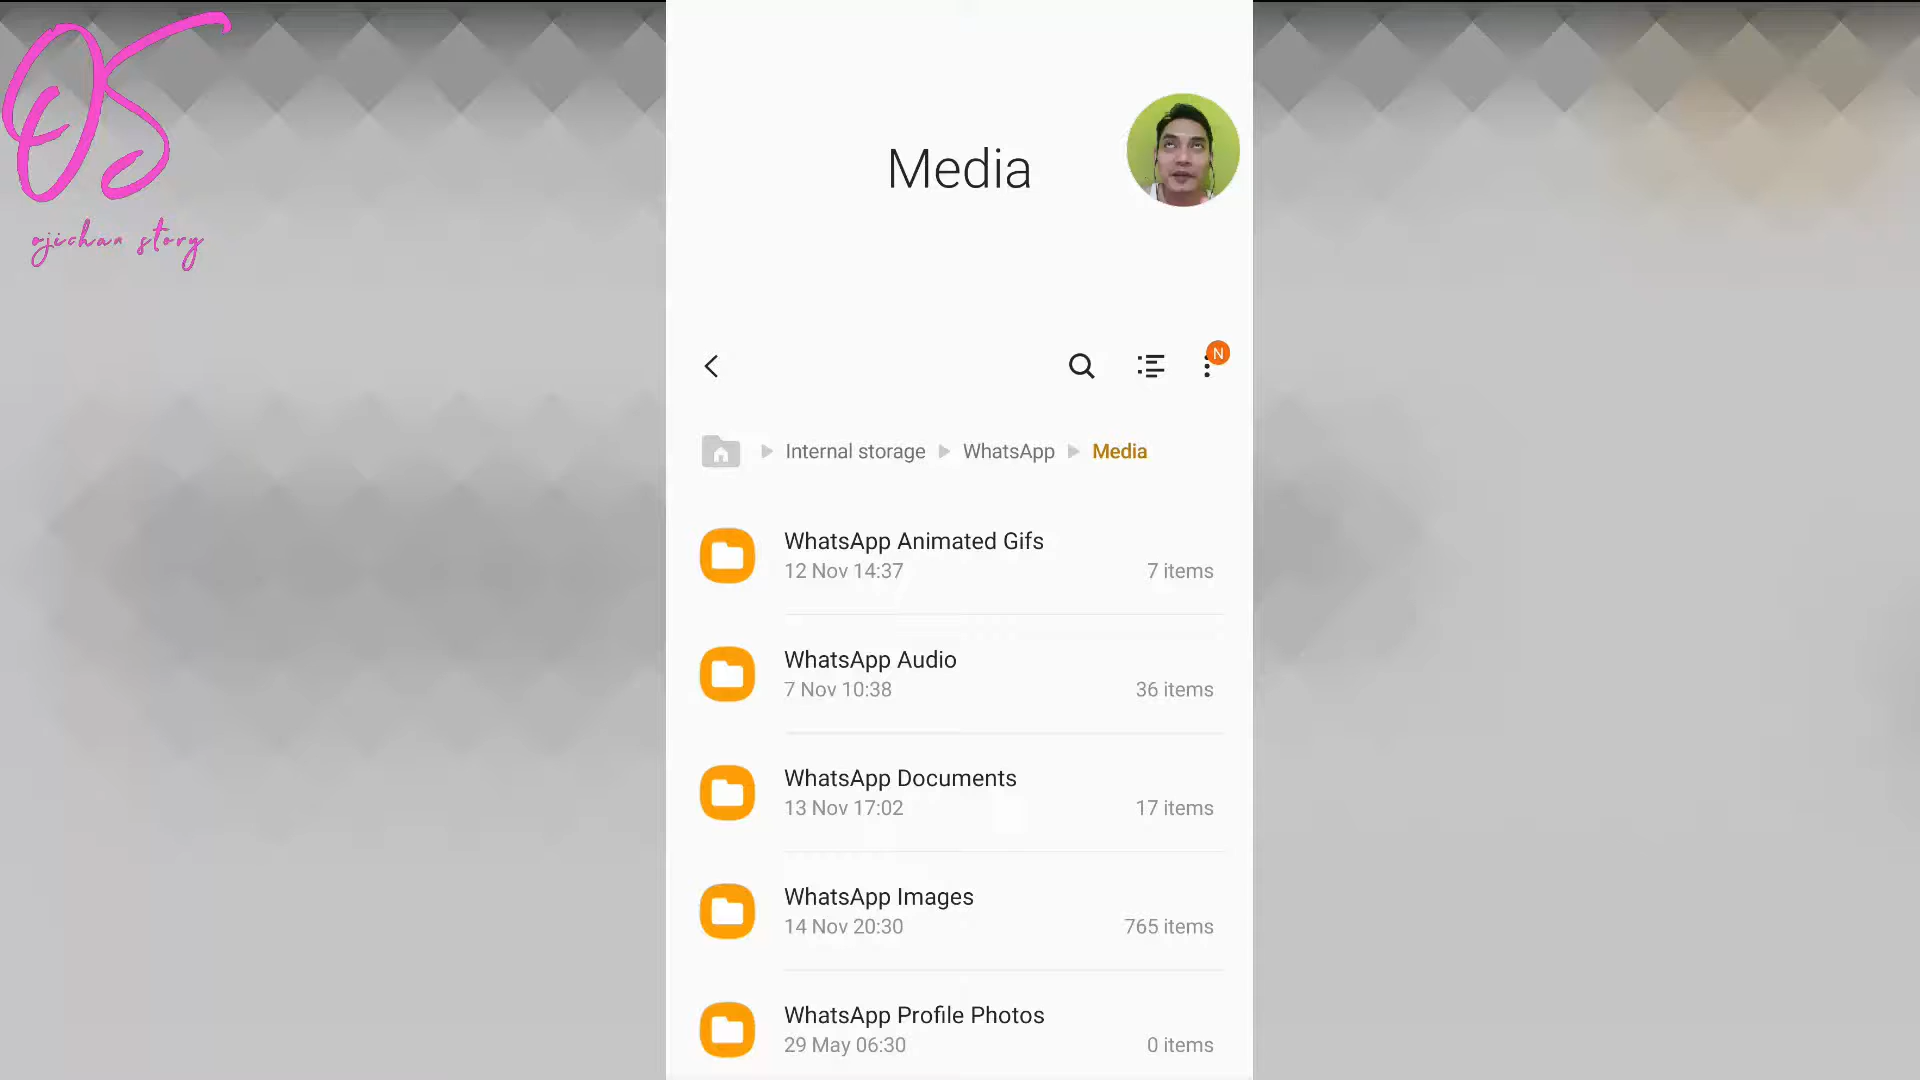 OS
ojichan story
Media
N
Internal storage WhatsApp Media
WhatsApp Animated Gifs
12 Nov 14:37 7 items
WhatsApp Audio
7 Nov 10:38 36 items
WhatsApp Documents
13 Nov 17:02 17 items
WhatsApp Images
14 Nov 20:30 765 items
WhatsApp Profile Photos
29 May 06:30 0 items